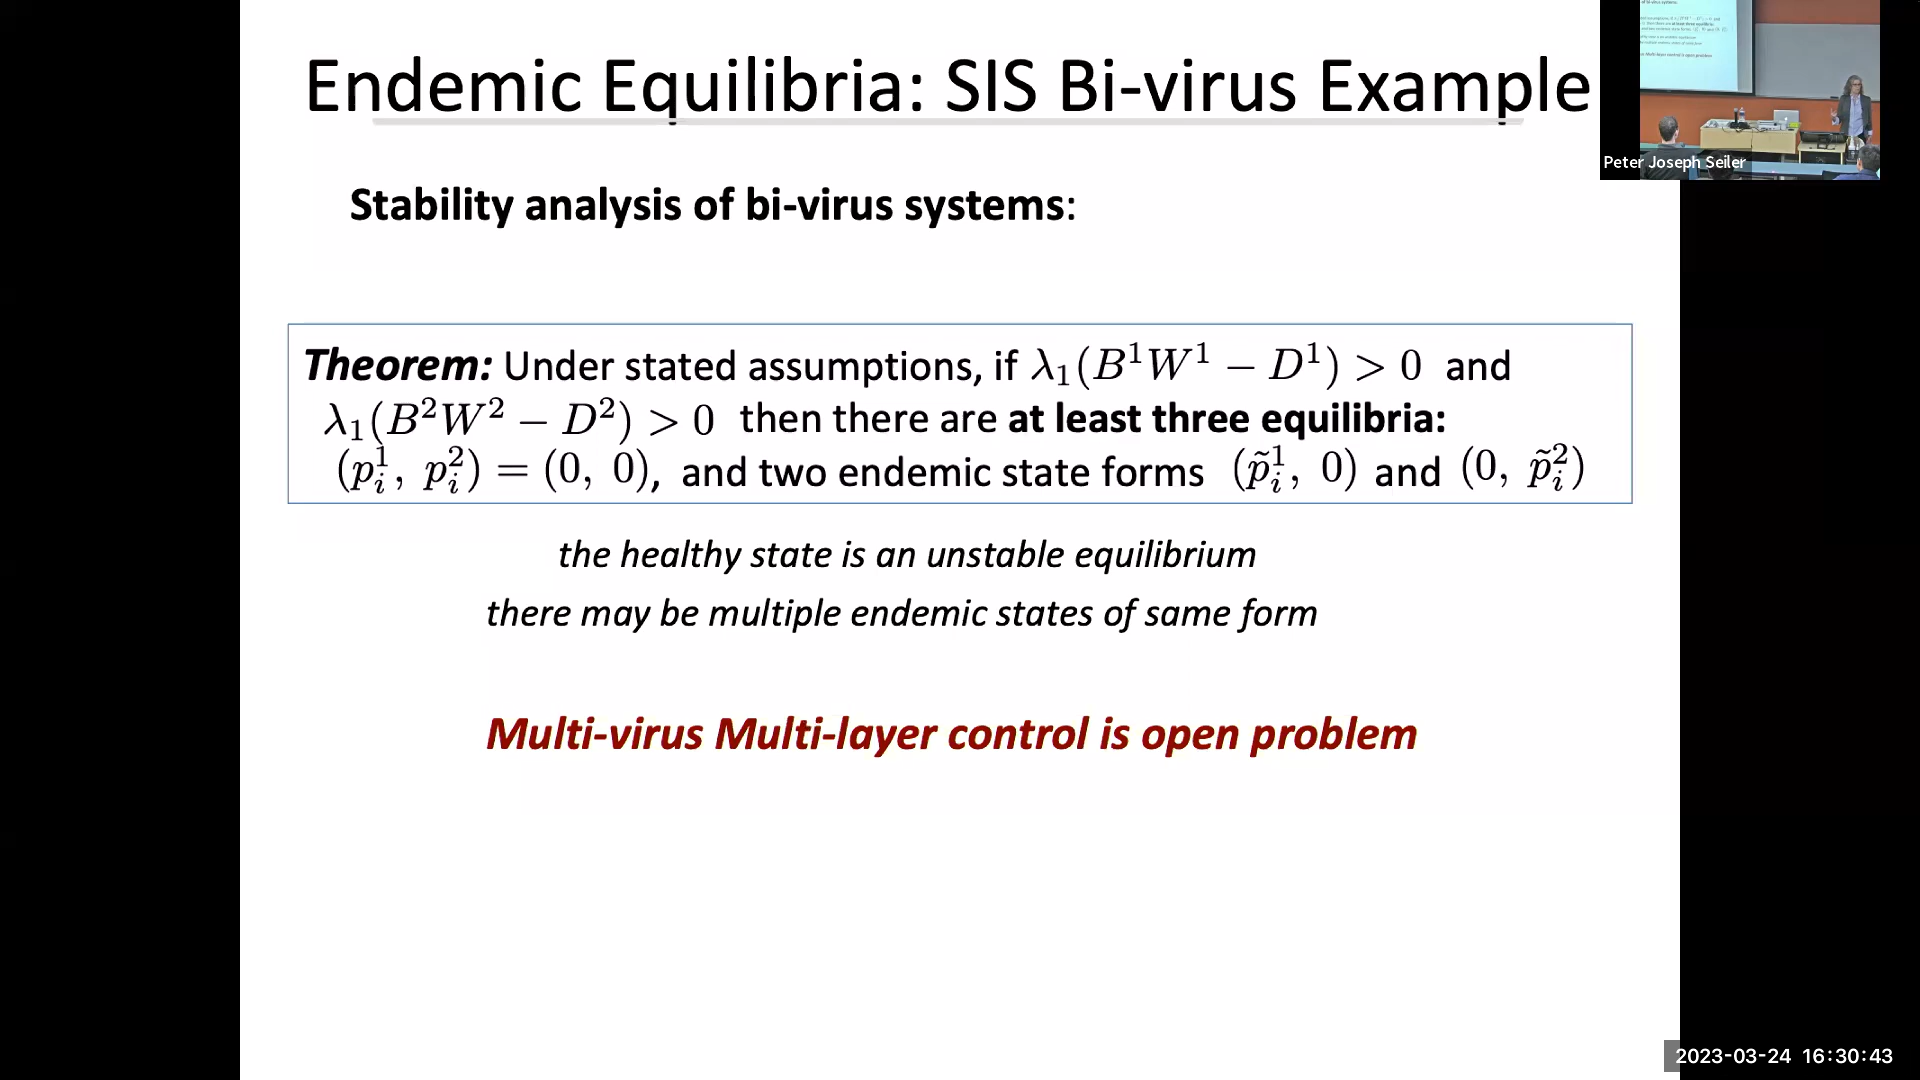 Endemic Equilibria: SIS Bi-virus Example
Peter Joseph Seiler
Stability analysis of bi-virus systems:
Theorem: Under stated assumptions, if λ₁(B¹W¹ − D¹) > 0 and
λ₁(B²W² − D²) > 0 then there are at least three equilibria:
(pᵢ¹, pᵢ²) = (0, 0), and two endemic state forms (p̃ᵢ¹, 0) and (0, p̃ᵢ²)
the healthy state is an unstable equilibrium
there may be multiple endemic states of same form
Multi-virus Multi-layer control is open problem
2023-03-24 16:30:43